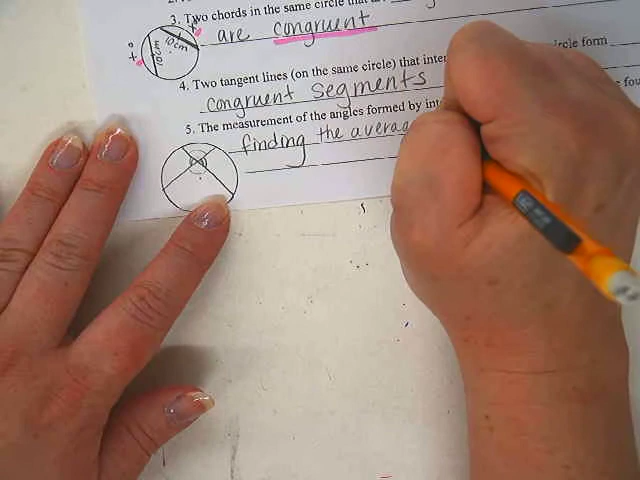 3. Two chords in the same circle that
are congruent
10cm
10cm
4. Two tangent lines (on the same circle) that inter
circle form
congruent segments
5. The measurement of the angles formed by int
finding the averag